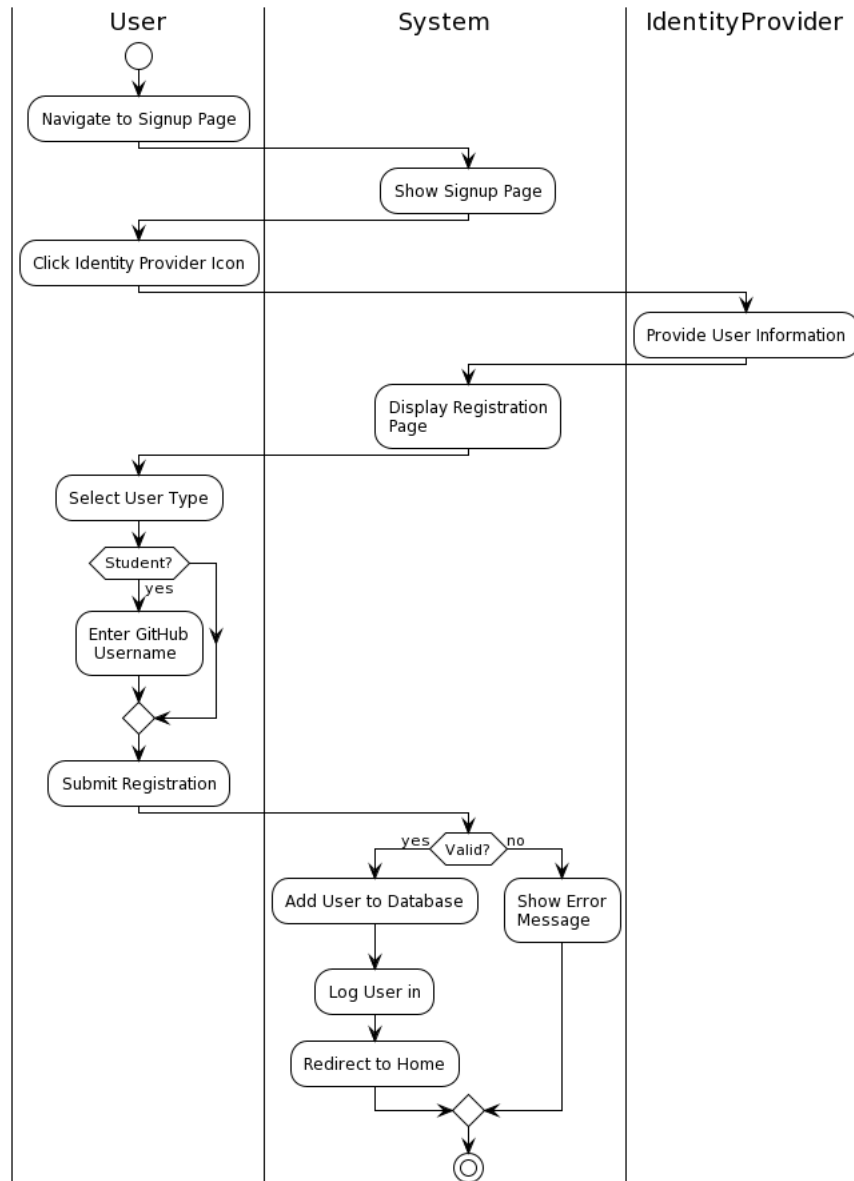 User
System
IdentityProvider
Navigate to Signup Page
Show Signup Page
Click Identity Provider Icon
Provide User Information
Display Registration
Page
Select User Type
Student?
yes
Enter GitHub
Username
Submit Registration
yes
Valid?
no
Add User to Database
Show Error
Message
Log User in
Redirect to Home